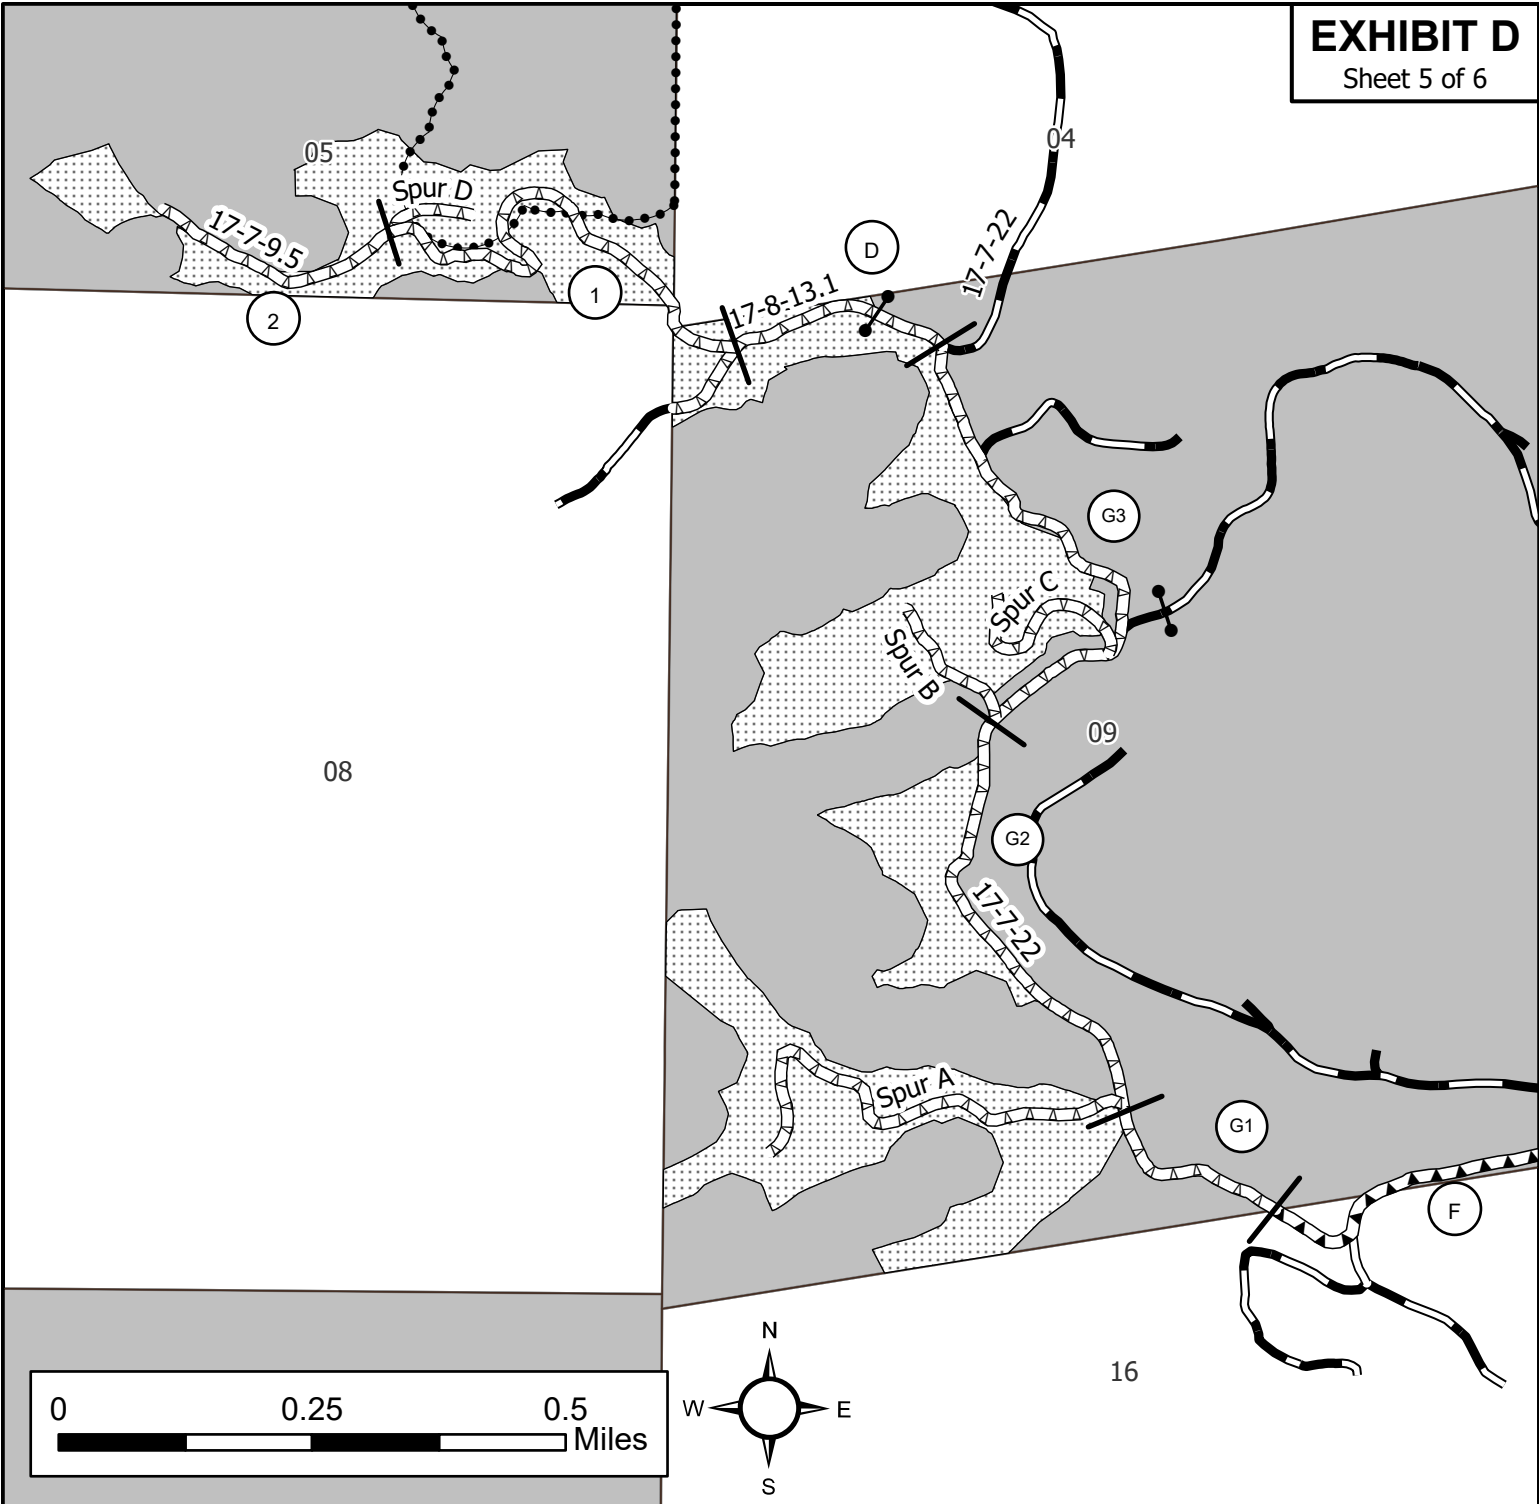 EXHIBIT D
Sheet 5 of 6
04
05
Spur D
17-7-9.5
D
17-7-22
17-8-13.1
1
2
G3
Spur C
Spur B
09
08
G2
17-7-22
Spur A
G1
F
N
W E
S
16
0 0.25 0.5
Miles